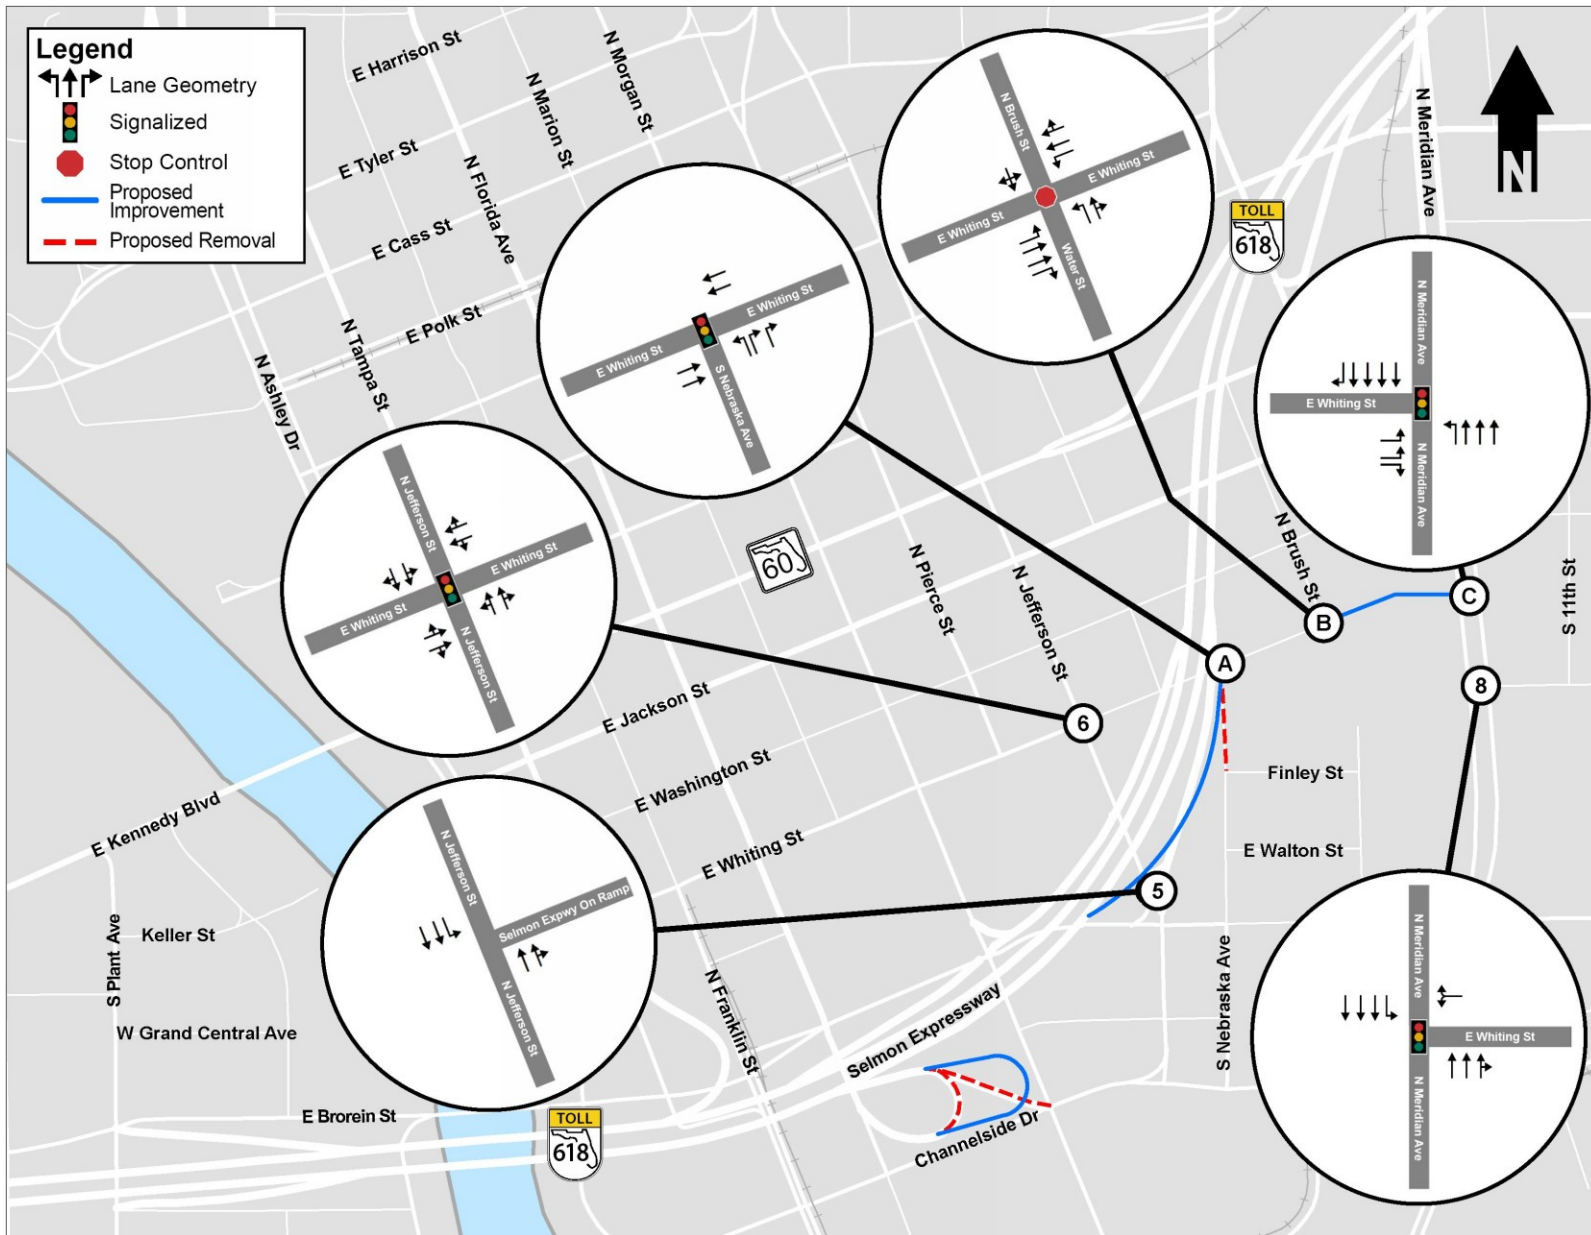 Legend
Lane Geometry
Signalized
Stop Control
Proposed
Improvement
Proposed Removal
E Harrison St
N Morgan St
N Marion St
E Tyler St
N Florida Ave
E Cass St
N Tampa St
E Polk St
N Ashley Dr
N Brush St
E Whiting St
E Whiting St
Water St
TOLL
618
N Meridian Ave
N
E Whiting St
E Whiting St
S Nebraska Ave
N Meridian Ave
E Whiting St
N Meridian Ave
N Jefferson St
E Whiting St
E Whiting St
N Jefferson St
60
N Pierce St
N Jefferson St
N Brush St
S 11th St
A
B
C
8
6
5
E Jackson St
E Washington St
E Whiting St
E Kennedy Blvd
Finley St
E Walton St
N Jefferson St
Selmon Expwy On Ramp
N Jefferson St
S Plant Ave
Keller St
W Grand Central Ave
E Brorein St
TOLL
618
N Franklin St
Selmon Expressway
Channelside Dr
S Nebraska Ave
N Meridian Ave
E Whiting St
N Meridian Ave